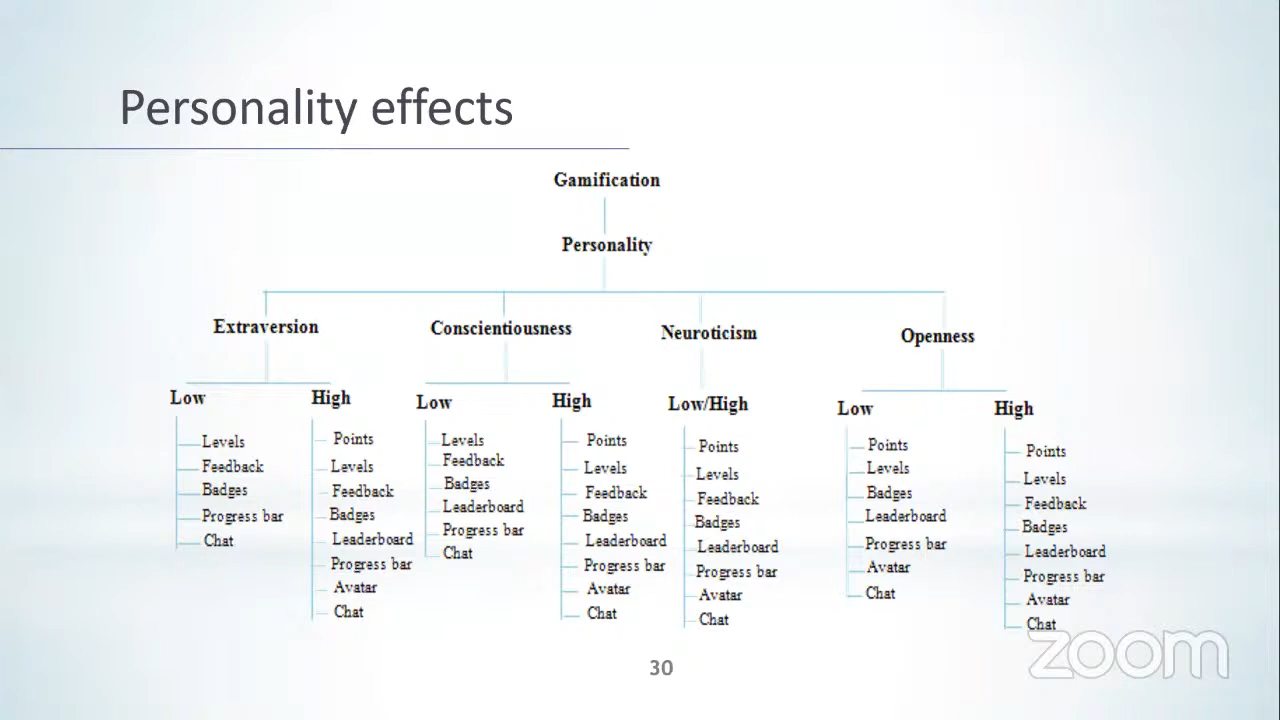 Personality effects
Gamification
Personality
Extraversion
Conscientiousness
Neuroticism
Openness
Low
High
Low
High
Low/High
Low
High
Levels
Feedback
Badges
Progress bar
Chat
Points
Levels
Feedback
Badges
Leaderboard
Progress bar
Avatar
Chat
Levels
Feedback
Badges
Leaderboard
Progress bar
Chat
Points
Levels
Feedback
Badges
Leaderboard
Progress bar
Avatar
Chat
Points
Levels
Feedback
Badges
Leaderboard
Progress bar
Avatar
Chat
Points
Levels
Badges
Leaderboard
Progress bar
Avatar
Chat
Points
Levels
Feedback
Badges
Leaderboard
Progress bar
Avatar
Chat
30
zoom